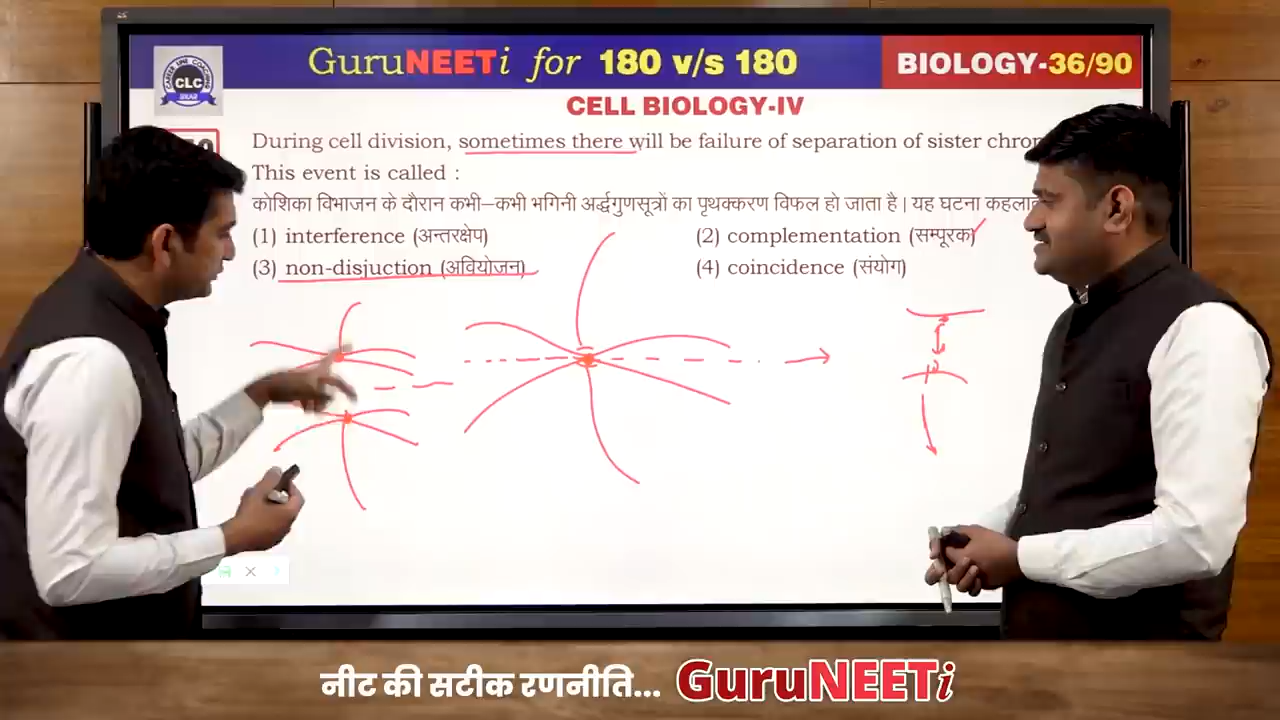 GuruNEETi for 180 v/s 180
BIOLOGY-36/90
CLC
SIKAR
CELL BIOLOGY-IV
During cell division, sometimes there will be failure of separation of sister
This event is called :
कोशिका विभाजन के दौरान कभी–कभी भगिनी अर्द्धगुणसूत्रों का पृथक्करण विफल हो जाता है। यह घटना
(1) interference (अन्तरक्षेप)
(2) complementation (सम्पूरक)
(3) non-disjuction (अवियोजन)
(4) coincidence (संयोग)
नीट की सटीक रणनीति... GuruNEETi